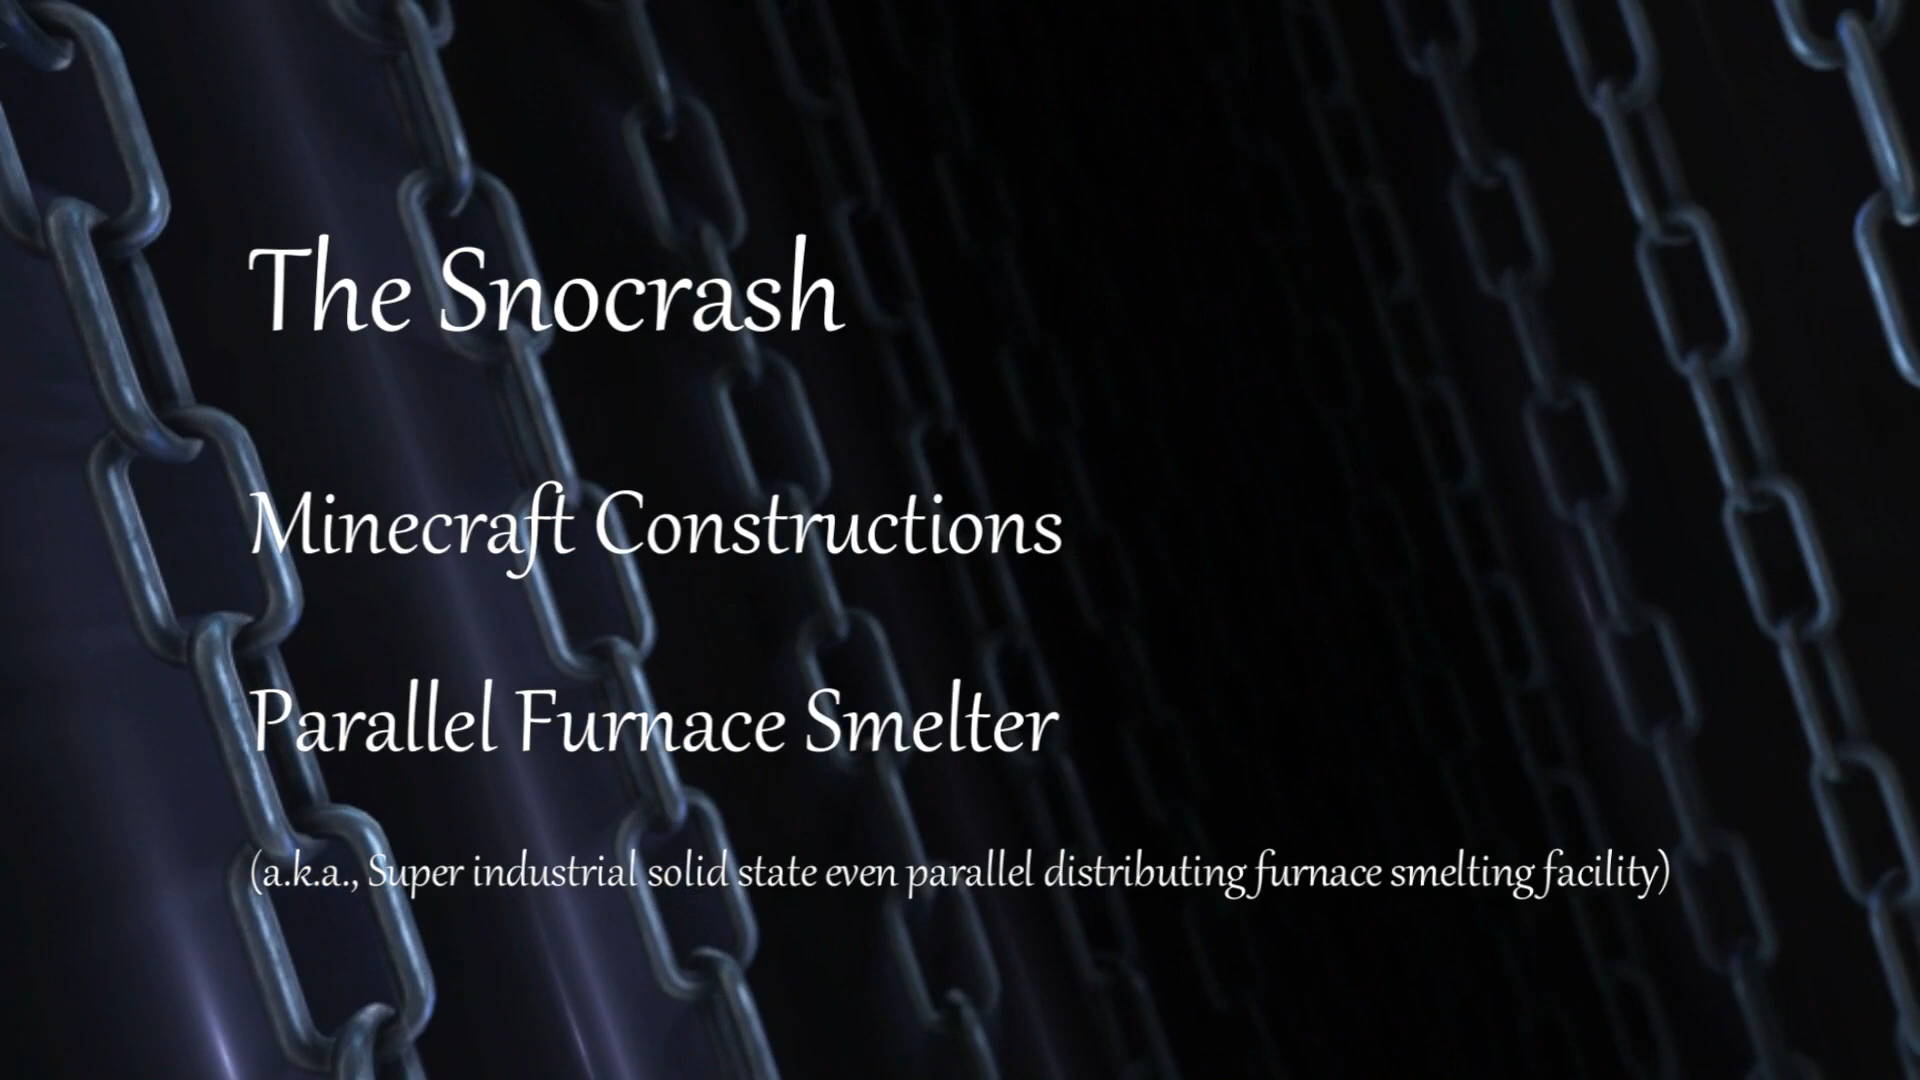 The Snocrash
Minecraft Constructions
Parallel Furnace Smelter
(a.k.a., Super industrial solid state even parallel distributing furnace smelting facility)